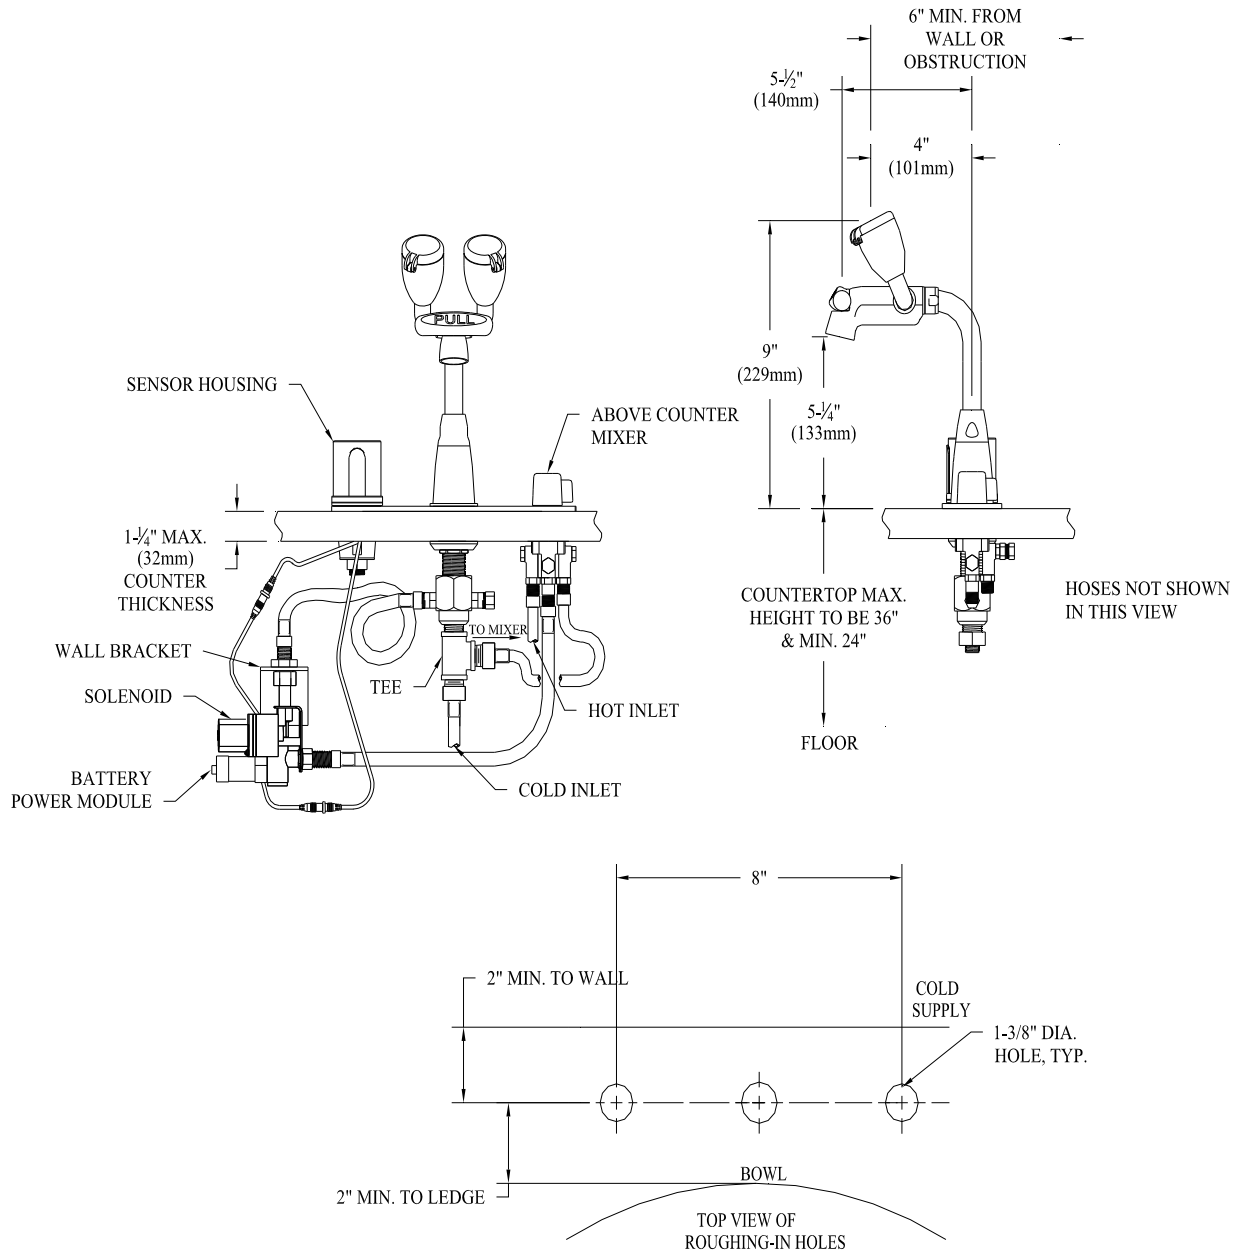 6" MIN. FROM
WALL OR
OBSTRUCTION
5-½"
(140mm)
4"
(101mm)
PULL
9"
(229mm)
5-¼"
(133mm)
SENSOR HOUSING
ABOVE COUNTER
MIXER
1-¼" MAX.
(32mm)
COUNTER
THICKNESS
COUNTERTOP MAX.
HEIGHT TO BE 36"
& MIN. 24"
HOSES NOT SHOWN
IN THIS VIEW
TO MIXER
WALL BRACKET
TEE
SOLENOID
HOT INLET
FLOOR
BATTERY
POWER MODULE
COLD INLET
8"
2" MIN. TO WALL
COLD
SUPPLY
1-3/8" DIA.
HOLE, TYP.
BOWL
2" MIN. TO LEDGE
TOP VIEW OF
ROUGHING-IN HOLES